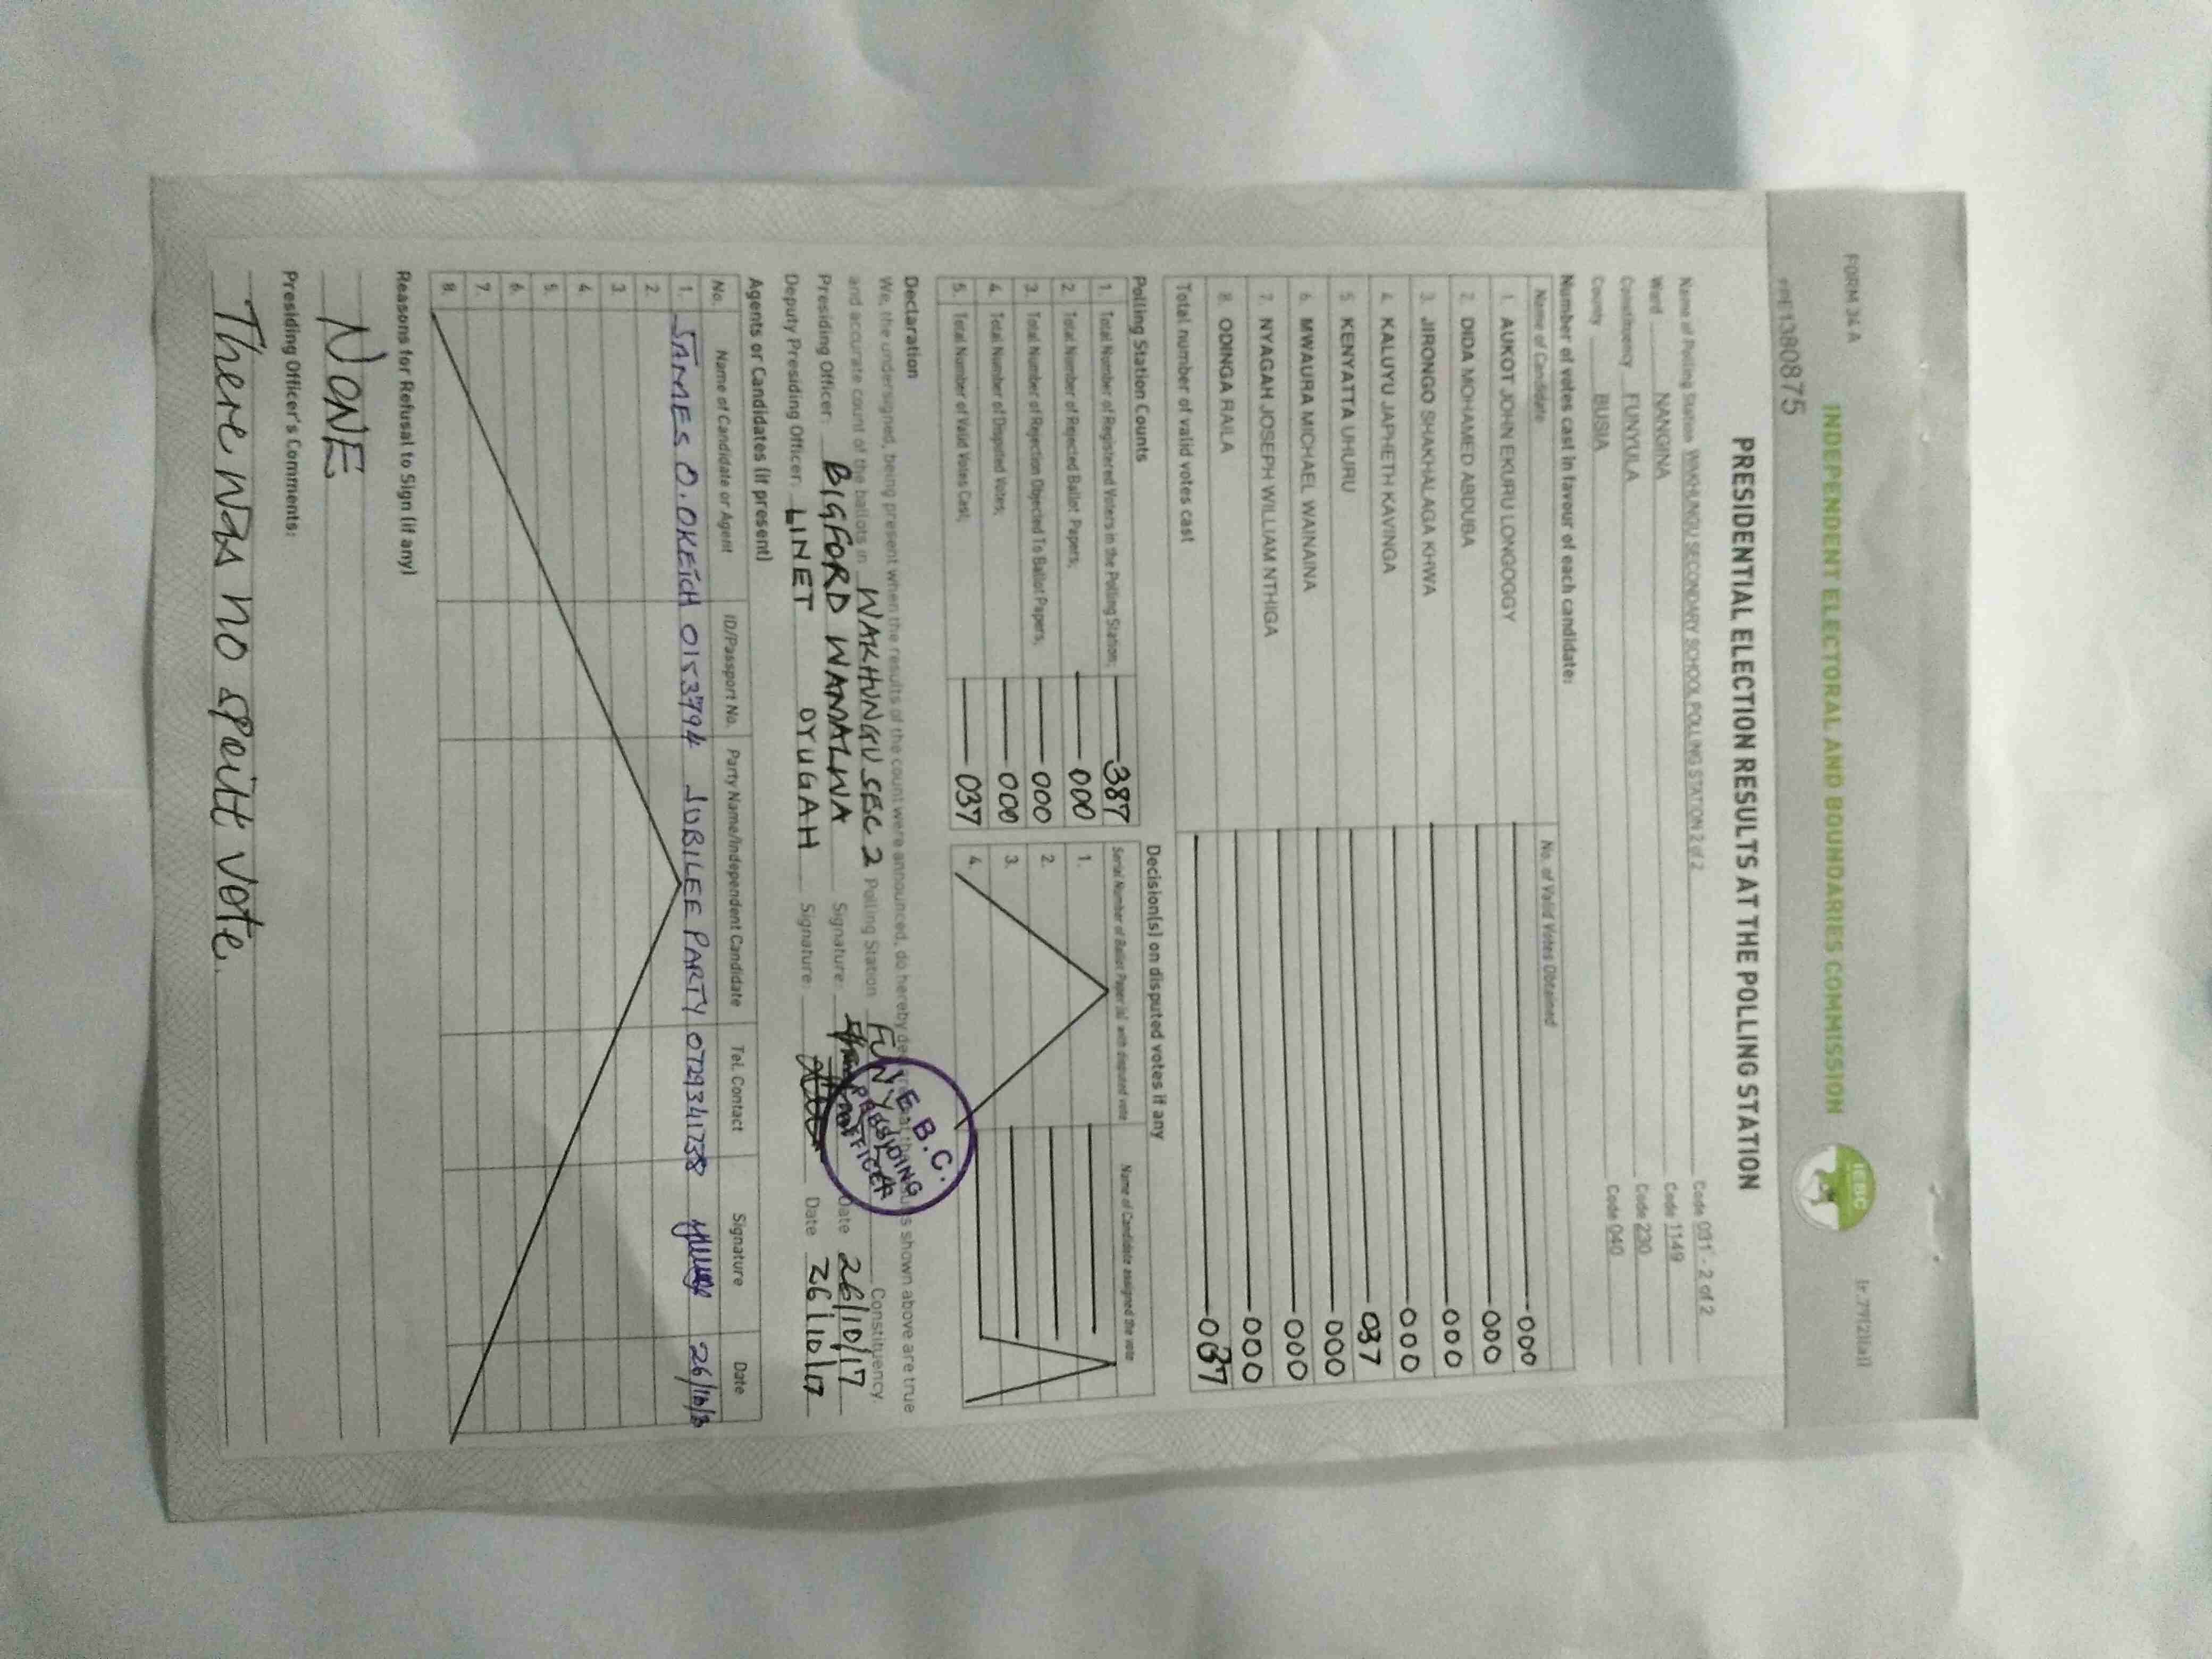 FORM 34A
INDEPENDENT ELECTORAL AND BOUNDARIES COMMISSION
IEBC
PRESIDENTIAL ELECTION RESULTS AT THE POLLING STATION
Name of Polling Station WAKHUNGU SECONDARY SCHOOL POLLING STATION 2 of 2 Code 031 - 2 of 2
Ward NANGINA Code 1149
Constituency FUNYULA Code 230
County BUSIA Code 040
Number of votes cast in favour of each candidate:
Name of Candidate No. of Valid Votes Obtained
1. AUKOT JOHN EKURU LONGOGGY 000
2. DIDA MOHAMED ABDUBA 000
3. JIRONGO SHAKHALAGA KHWA 000
4. KALUYU JAPHETH KAVINGA 000
5. KENYATTA UHURU 037
6. MWAURA MICHAEL WAINAINA 000
7. NYAGAH JOSEPH WILLIAM NTHIGA 000
8. ODINGA RAILA 000
Total number of valid votes cast 037
Polling Station Counts
1. Total Number of Registered Voters in the Polling Station; 387
2. Total Number of Rejected Ballot Papers; 000
3. Total Number of Rejection Objected To Ballot Papers; 000
4. Total Number of Disputed Votes; 000
5. Total Number of Valid Votes Cast; 037
Decision(s) on disputed votes if any
Serial Number of Ballot Paper (s) with disputed vote Name of Candidate assigned the vote
1.
2.
3.
4.
Declaration
We, the undersigned, being present when the results of the count were announced, do hereby declare that the results shown above are true
and accurate count of the ballots in WAKHUNGU SEC 2 Polling Station FUNYULA Constituency
Presiding Officer: BIGFORD WAMALWA Signature: Date 26/10/17
Deputy Presiding Officer: LINET OYUGAH Signature: Date 26/10/17
I.E.B.C.
PRESIDING
OFFICER
Agents or Candidates (if present)
No. Name of Candidate or Agent ID/Passport No. Party Name/Independent Candidate Tel. Contact Signature Date
1. JAMES O. OKEICH 0153794 JUBILEE PARTY
2.
3.
4.
5.
6.
7.
8.
Reasons for Refusal to Sign (if any)
NONE
Presiding Officer's Comments:
There was no spoilt vote.